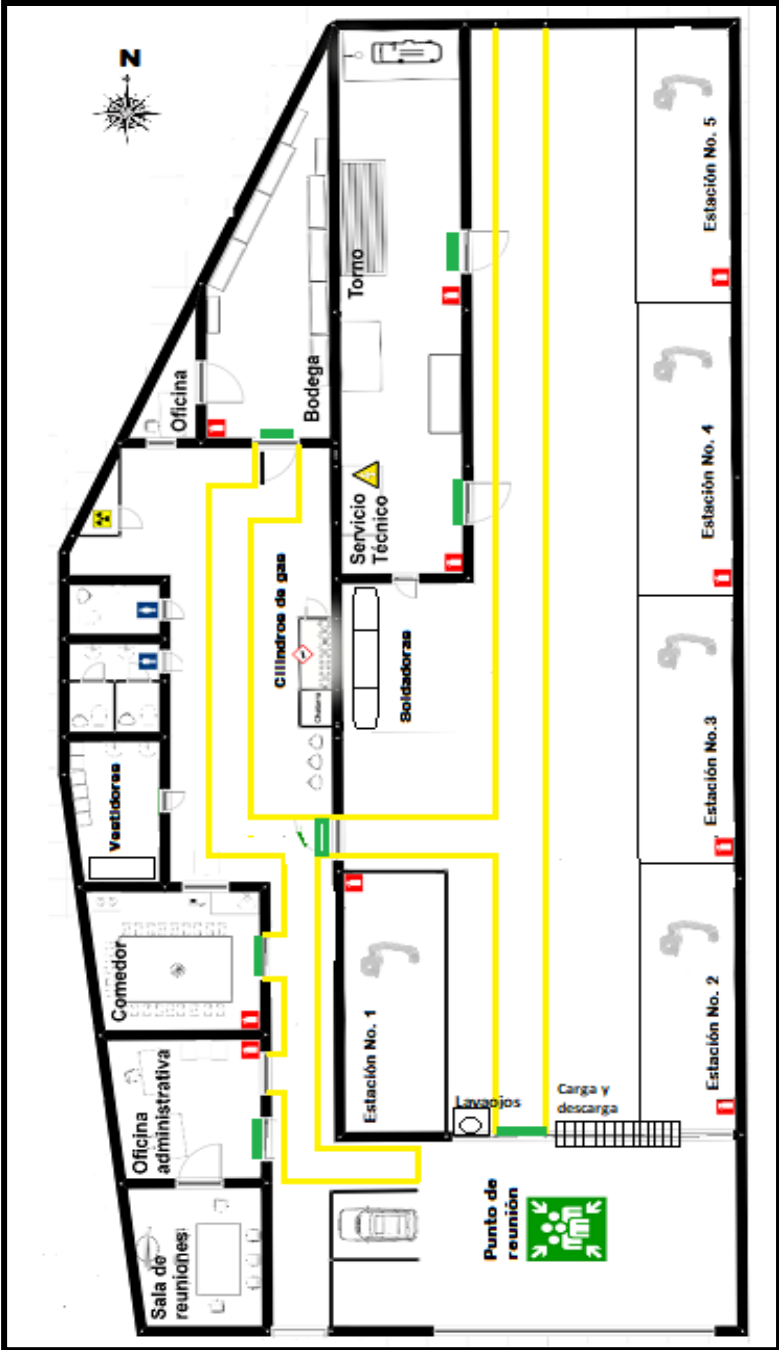 N
Oficina
Bodega
Torno
Servicio
Técnico
Estación No. 5
Estación No. 4
Cilindros de gas
Chatarra
Soldadoras
Estación No.3
Vestidores
Comedor
Estación No. 1
Estación No. 2
Oficina
administrativa
Lavaojos
Carga y
descarga
Sala de
reuniones
Punto de
reunión